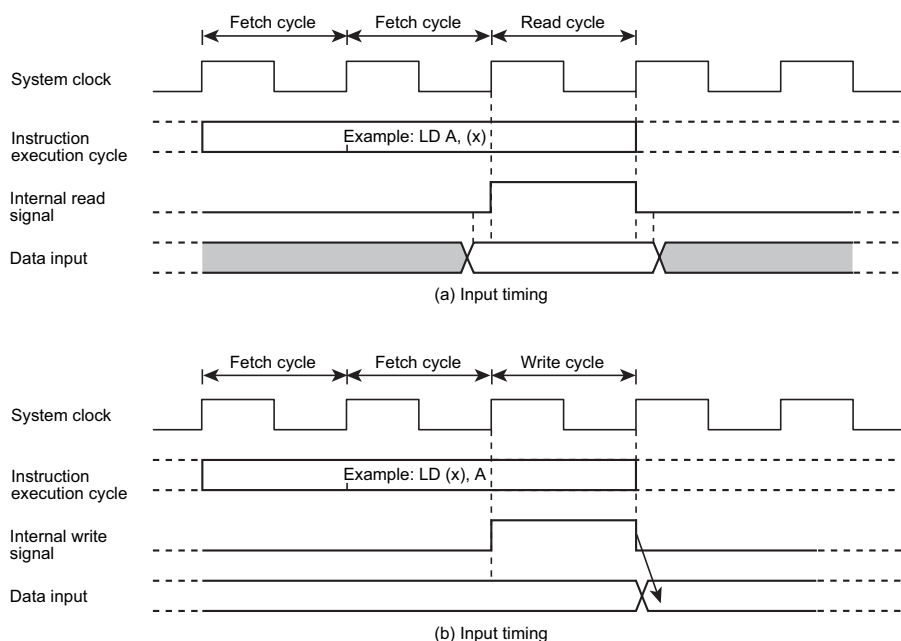 Fetch cycle Fetch cycle Read cycle
System clock
Instruction
execution cycle
Example: LD A, (x)
Internal read
signal
Data input
(a) Input timing
Fetch cycle Fetch cycle Write cycle
System clock
Instruction
execution cycle
Example: LD (x), A
Internal write
signal
Data input
(b) Input timing